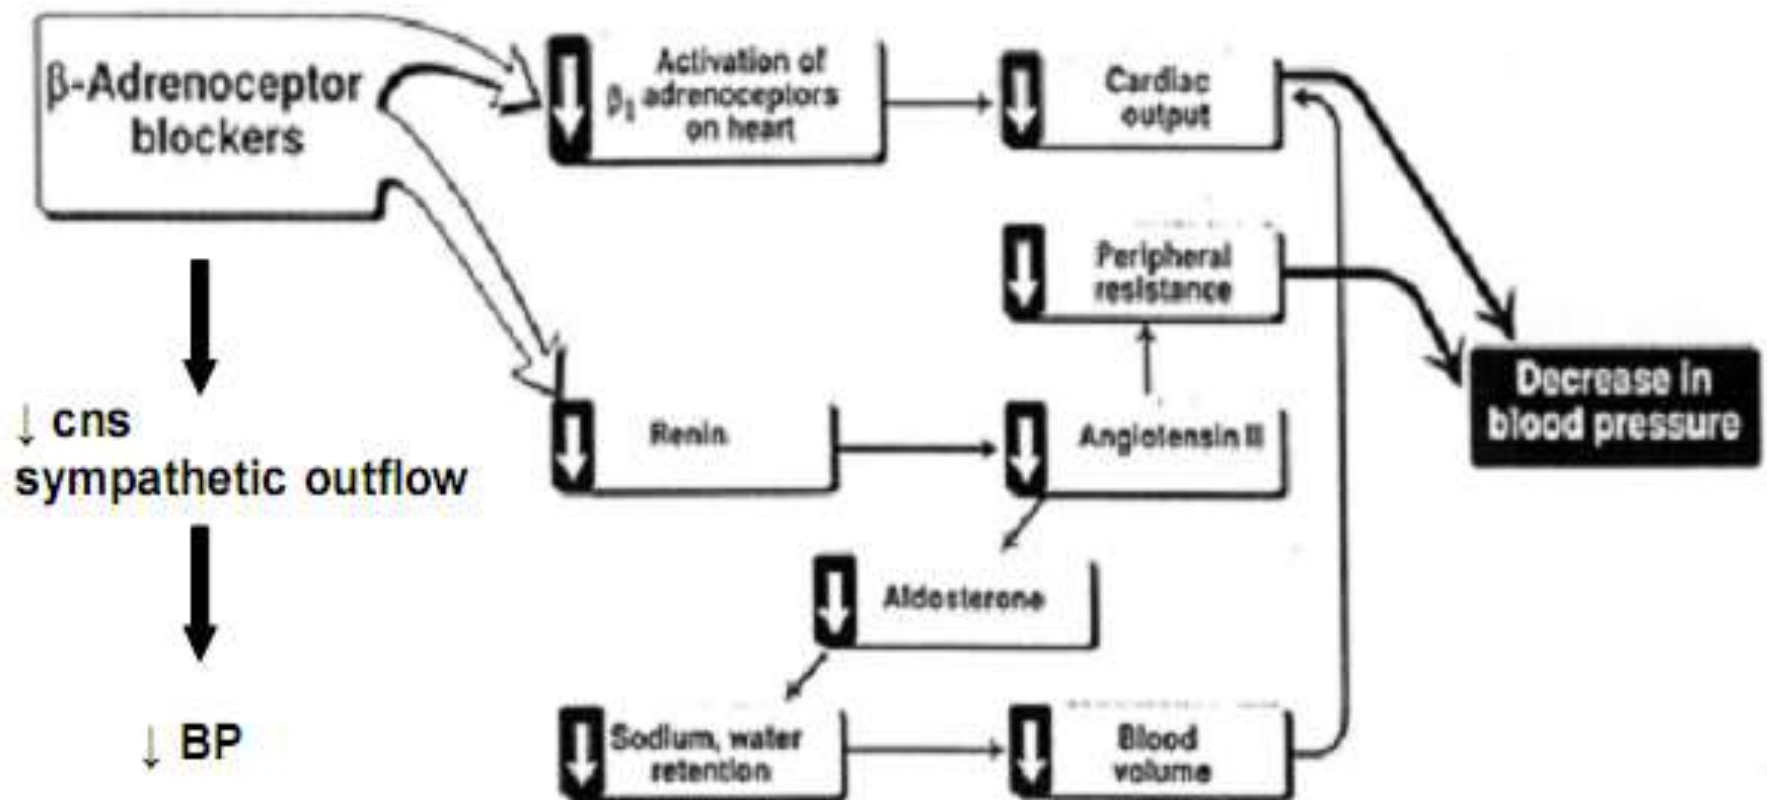 β-Adrenoceptor
blockers
Activation of
β₁ adrenoceptors
on heart
Cardiac
output
Peripheral
resistance
Decrease in
blood pressure
Renin
Angiotensin II
↓ cns
sympathetic outflow
Aldosterone
↓ BP
Sodium, water
retention
Blood
volume